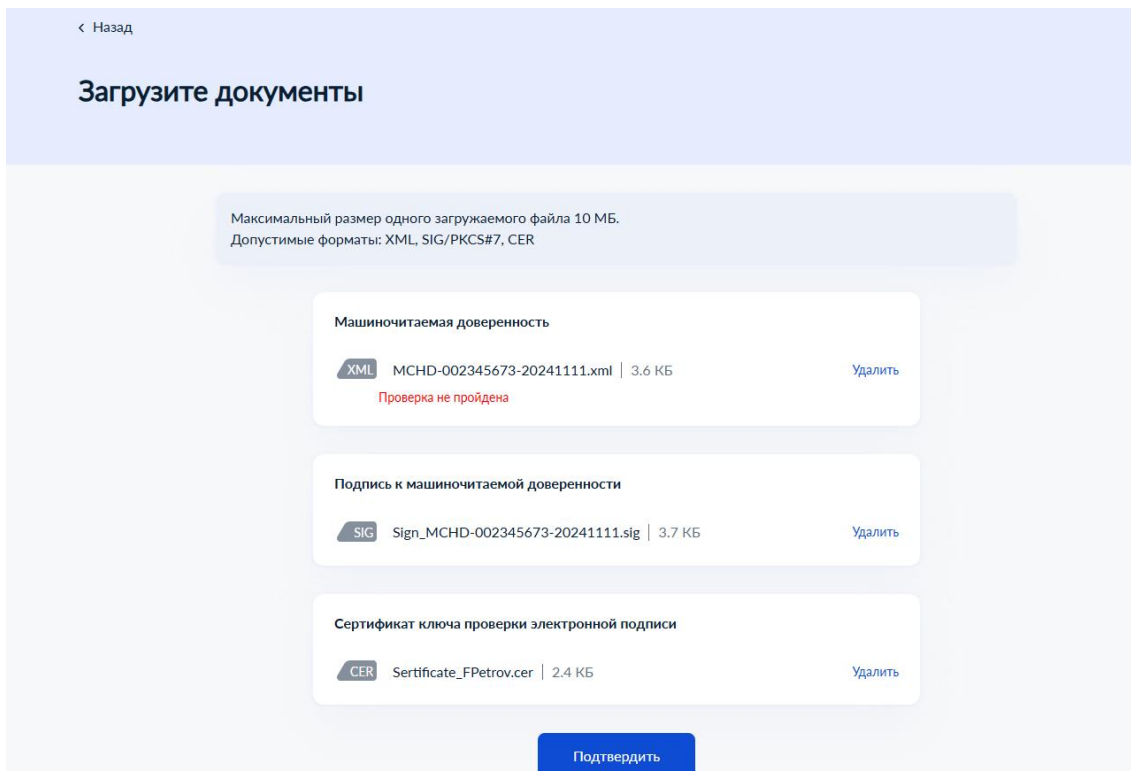 ‹ Назад
Загрузите документы
Максимальный размер одного загружаемого файла 10 МБ.
Допустимые форматы: XML, SIG/PKCS#7, CER
Машиночитаемая доверенность
XML MCHD-002345673-20241111.xml | 3.6 КБ Удалить
Проверка не пройдена
Подпись к машиночитаемой доверенности
SIG Sign_MCHD-002345673-20241111.sig | 3.7 КБ Удалить
Сертификат ключа проверки электронной подписи
CER Sertificate_FPetrov.cer | 2.4 КБ Удалить
Подтвердить